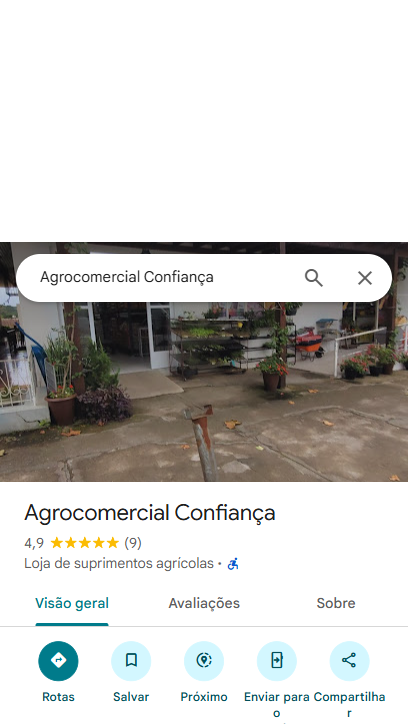 Agrocomercial Confiança
Agrocomercial Confiança
4,9 (9)
Loja de suprimentos agrícolas ·
Visão geral Avaliações Sobre
Rotas Salvar Próximo Enviar para o Compartilhar